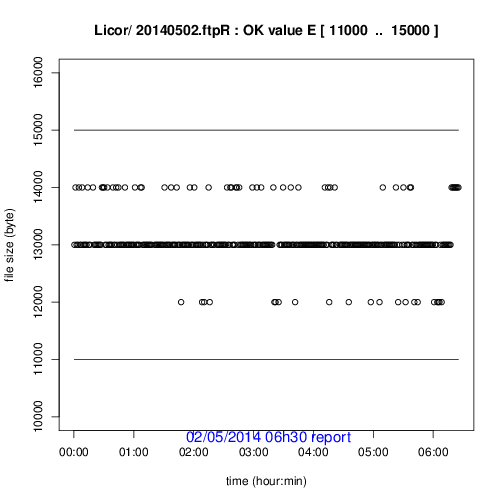 Licor/ 20140502.ftpR : OK value E [ 11000 .. 15000 ]
file size (byte)
16000
15000
14000
13000
12000
11000
10000
02/05/2014 06h30 report
00:00 01:00 02:00 03:00 04:00 05:00 06:00
time (hour:min)